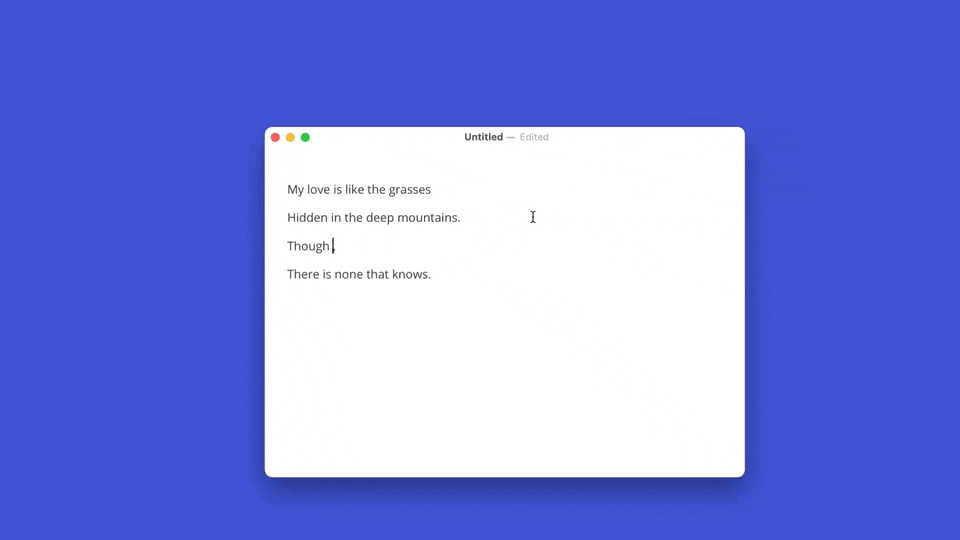 Untitled — Edited
My love is like the grasses
Hidden in the deep mountains.
Though ,
There is none that knows.